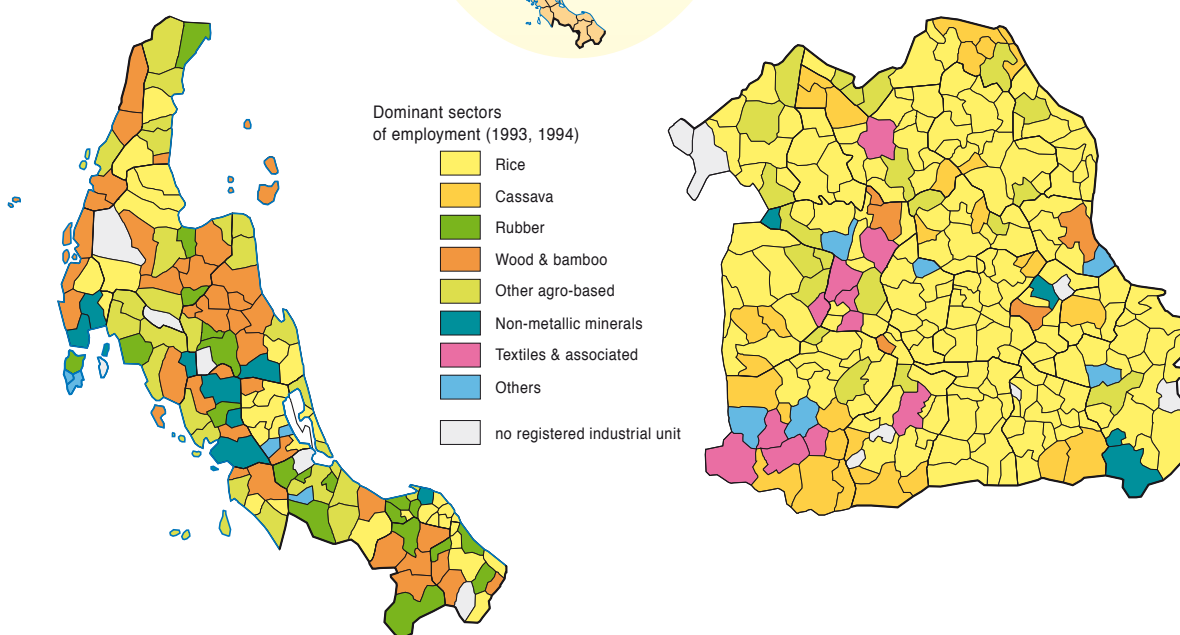 Dominant sectors
of employment (1993, 1994)
Rice
Cassava
Rubber
Wood & bamboo
Other agro-based
Non-metallic minerals
Textiles & associated
Others
no registered industrial unit